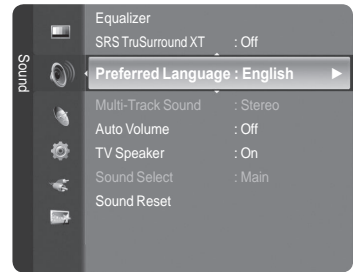 Sound
Equalizer
SRS TruSurround XT : Off
Preferred Language : English
Multi-Track Sound : Stereo
Auto Volume : Off
TV Speaker : On
Sound Select : Main
Sound Reset